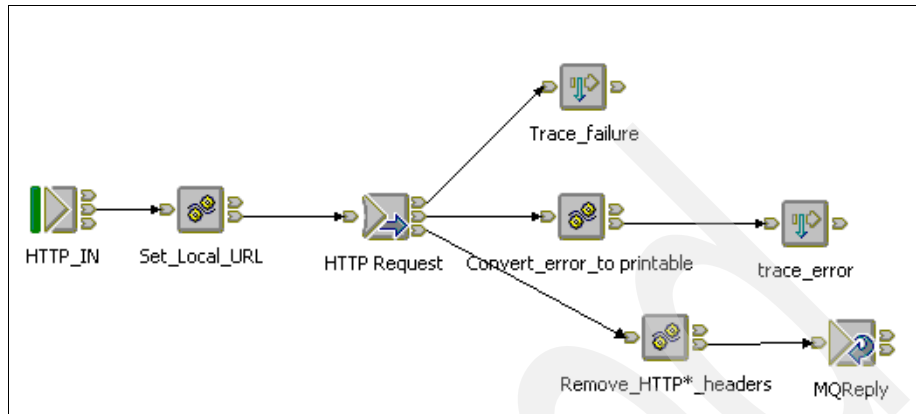 Trace_failure
HTTP_IN
Set_Local_URL
HTTP Request
Convert_error_to printable
trace_error
Remove_HTTP*_headers
MQReply